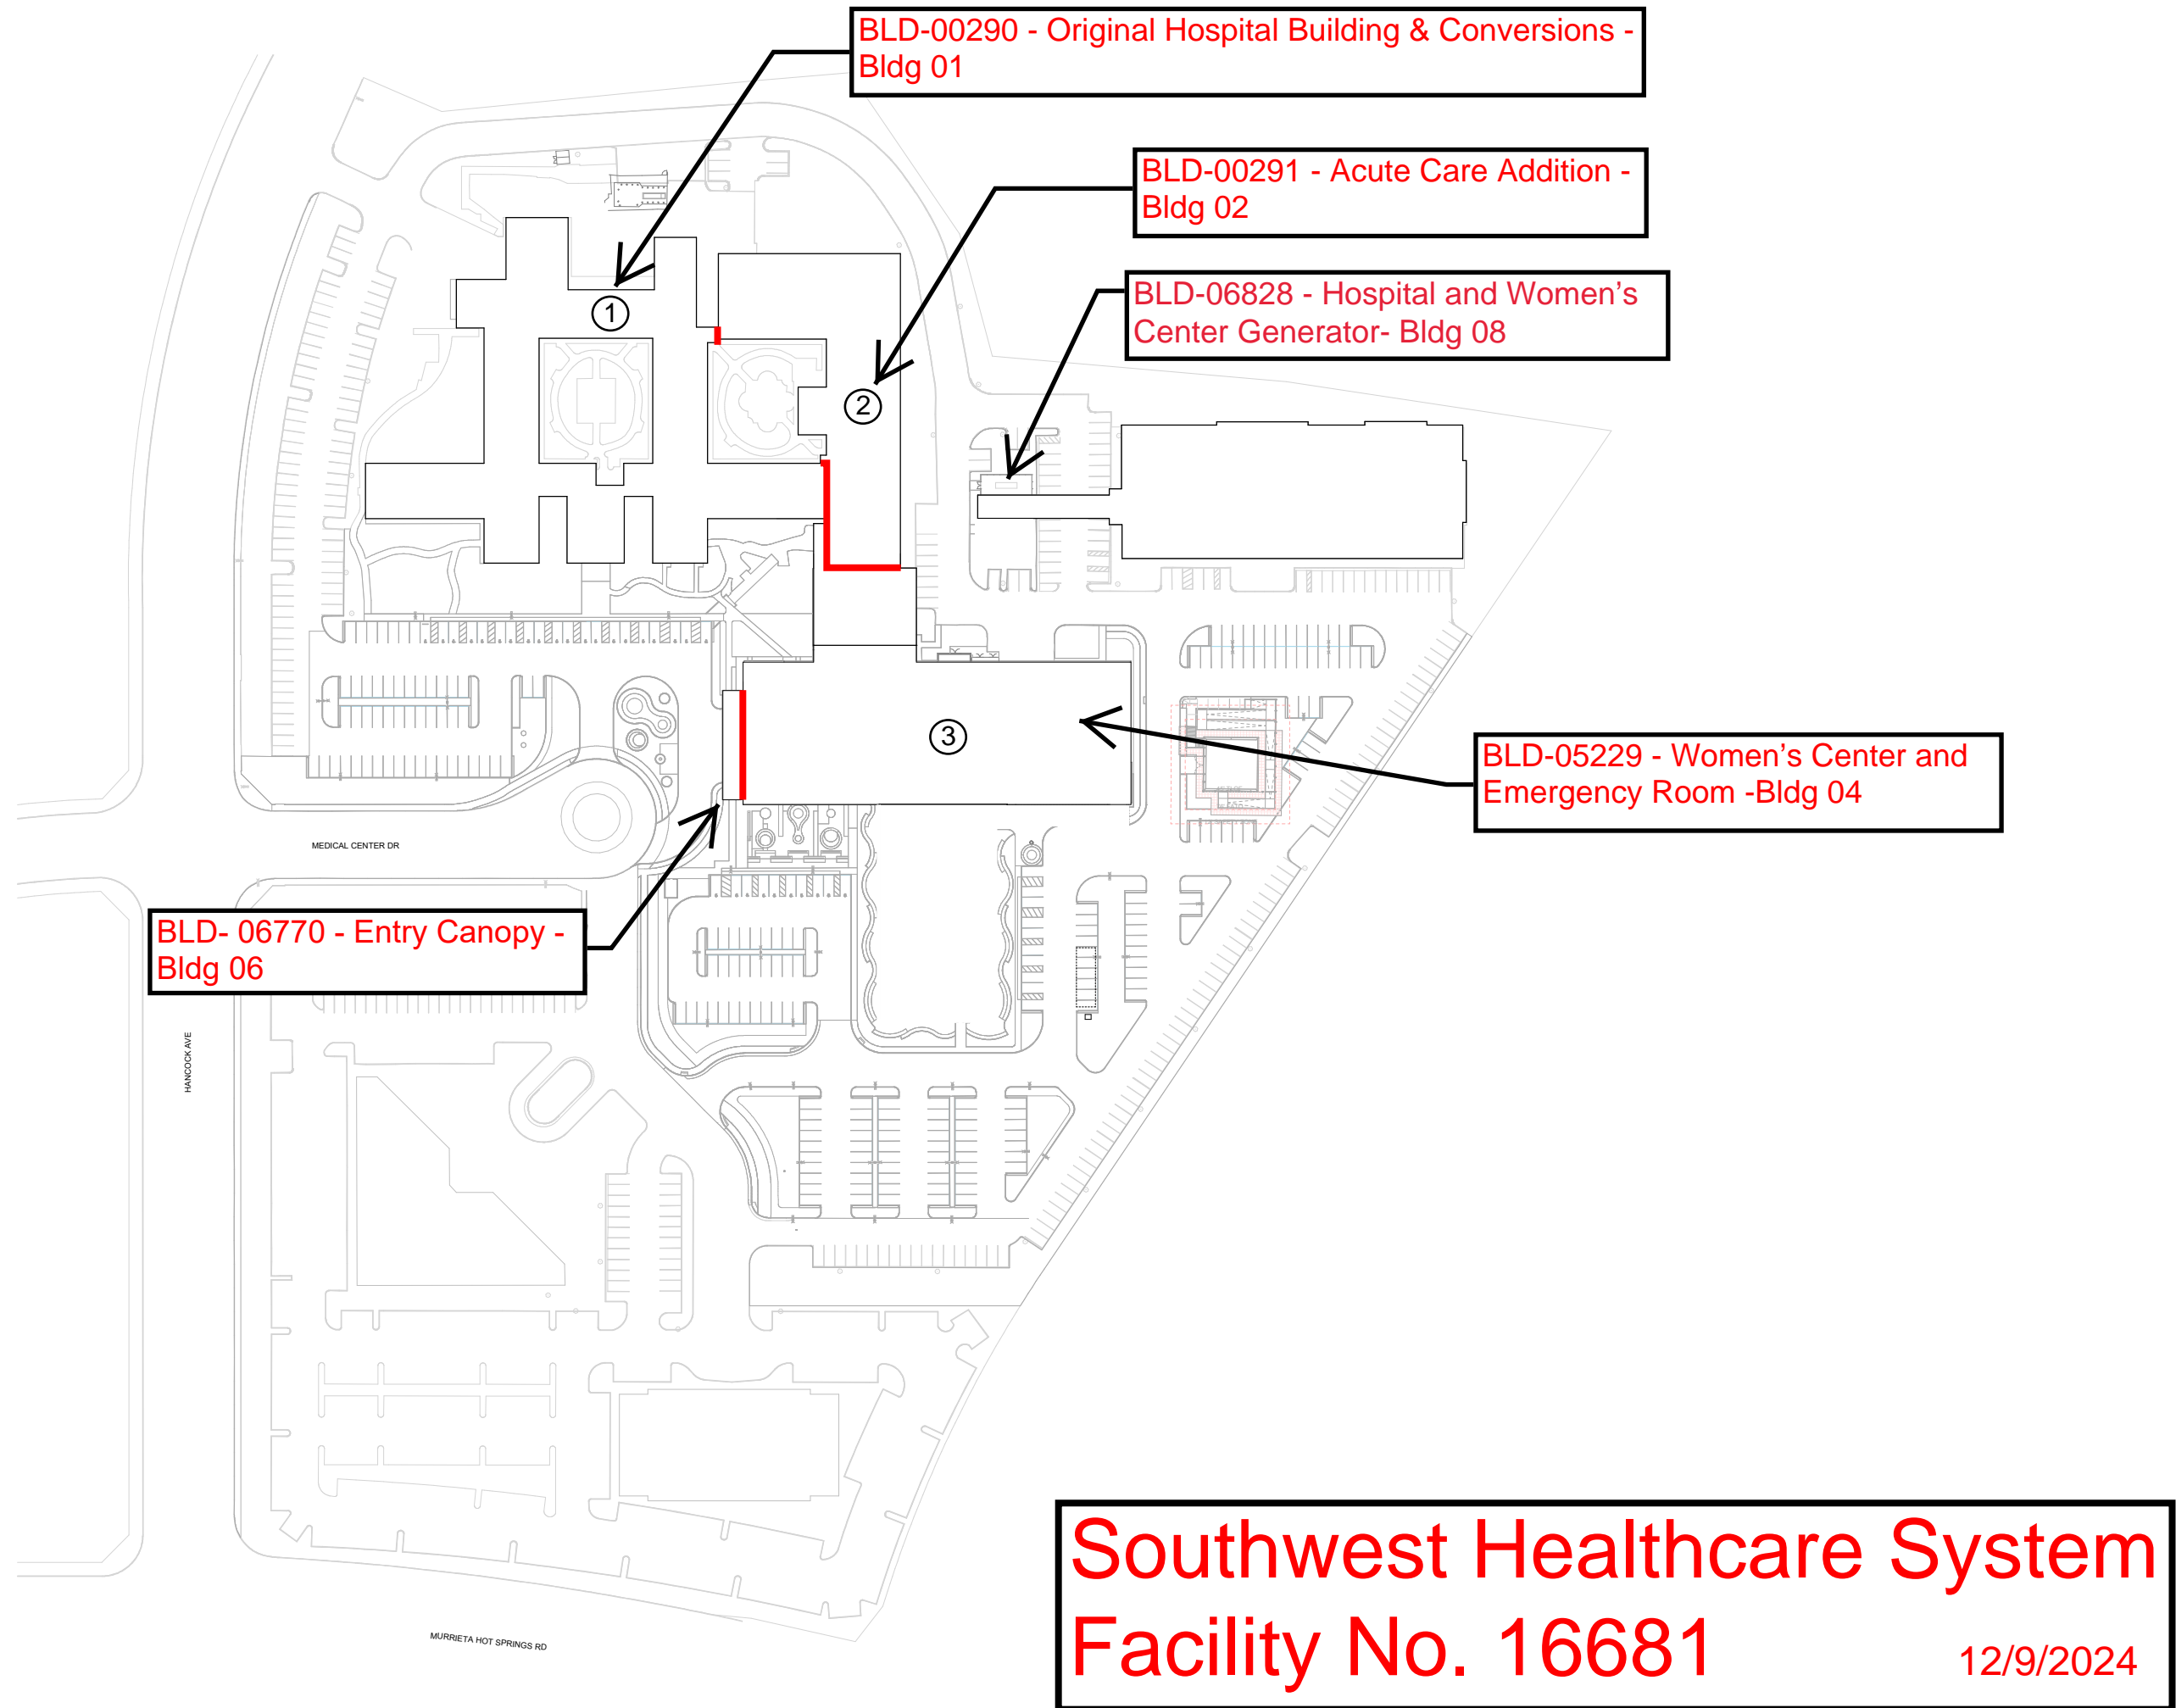 BLD-00290 - Original Hospital Building & Conversions -
Bldg 01
BLD-00291 - Acute Care Addition -
Bldg 02
BLD-06828 - Hospital and Women's
Center Generator- Bldg 08
1
2
3
BLD-05229 - Women's Center and
Emergency Room -Bldg 04
MEDICAL CENTER DR
BLD- 06770 - Entry Canopy -
Bldg 06
HANCOCK AVE
MURRIETA HOT SPRINGS RD
Southwest Healthcare System
Facility No. 16681
12/9/2024